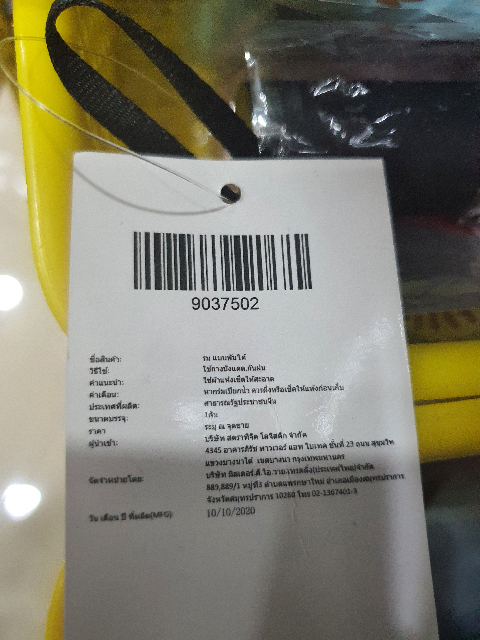 9037502
ชื่อสินค้า: ร่ม แบบพับได้
วิธีใช้: ใช้กางบังแดด,กันฝน
คำแนะนำ: ใช้ผ้าแห้งเช็ดให้สะอาด
คำเตือน: หากร่มเปียกน้ำ ควรผึ่งหรือเช็ดให้แห้งก่อนเก็บ
ประเทศที่ผลิต: สาธารณรัฐประชาชนจีน
ขนาดบรรจุ: 1คัน
ราคา ระบุ ณ จุดขาย
ผู้นำเข้า: บริษัท สตราทิจิค โลจิสติก จำกัด
4345 อาคารภิรัช ทาวเวอร์ แอท ไบเทค ชั้นที่ 23 ถนน สุขุมวิท
แขวงบางนาใต้ เขตบางนา กรุงเทพมหานคร
จัดจำหน่ายโดย: บริษัท มิสเตอร์.ดี.ไอ.วาย.เทรดดิ้ง(ประเทศไทย)จำกัด
889,889/1 หมู่ที่3 ตำบลแพรกษาใหม่ อำเภอเมืองสมุทรปราการ
จังหวัดสมุทรปราการ 10280 โทร 02-1367401-3
วัน เดือน ปี ที่ผลิต(MFG): 10/10/2020